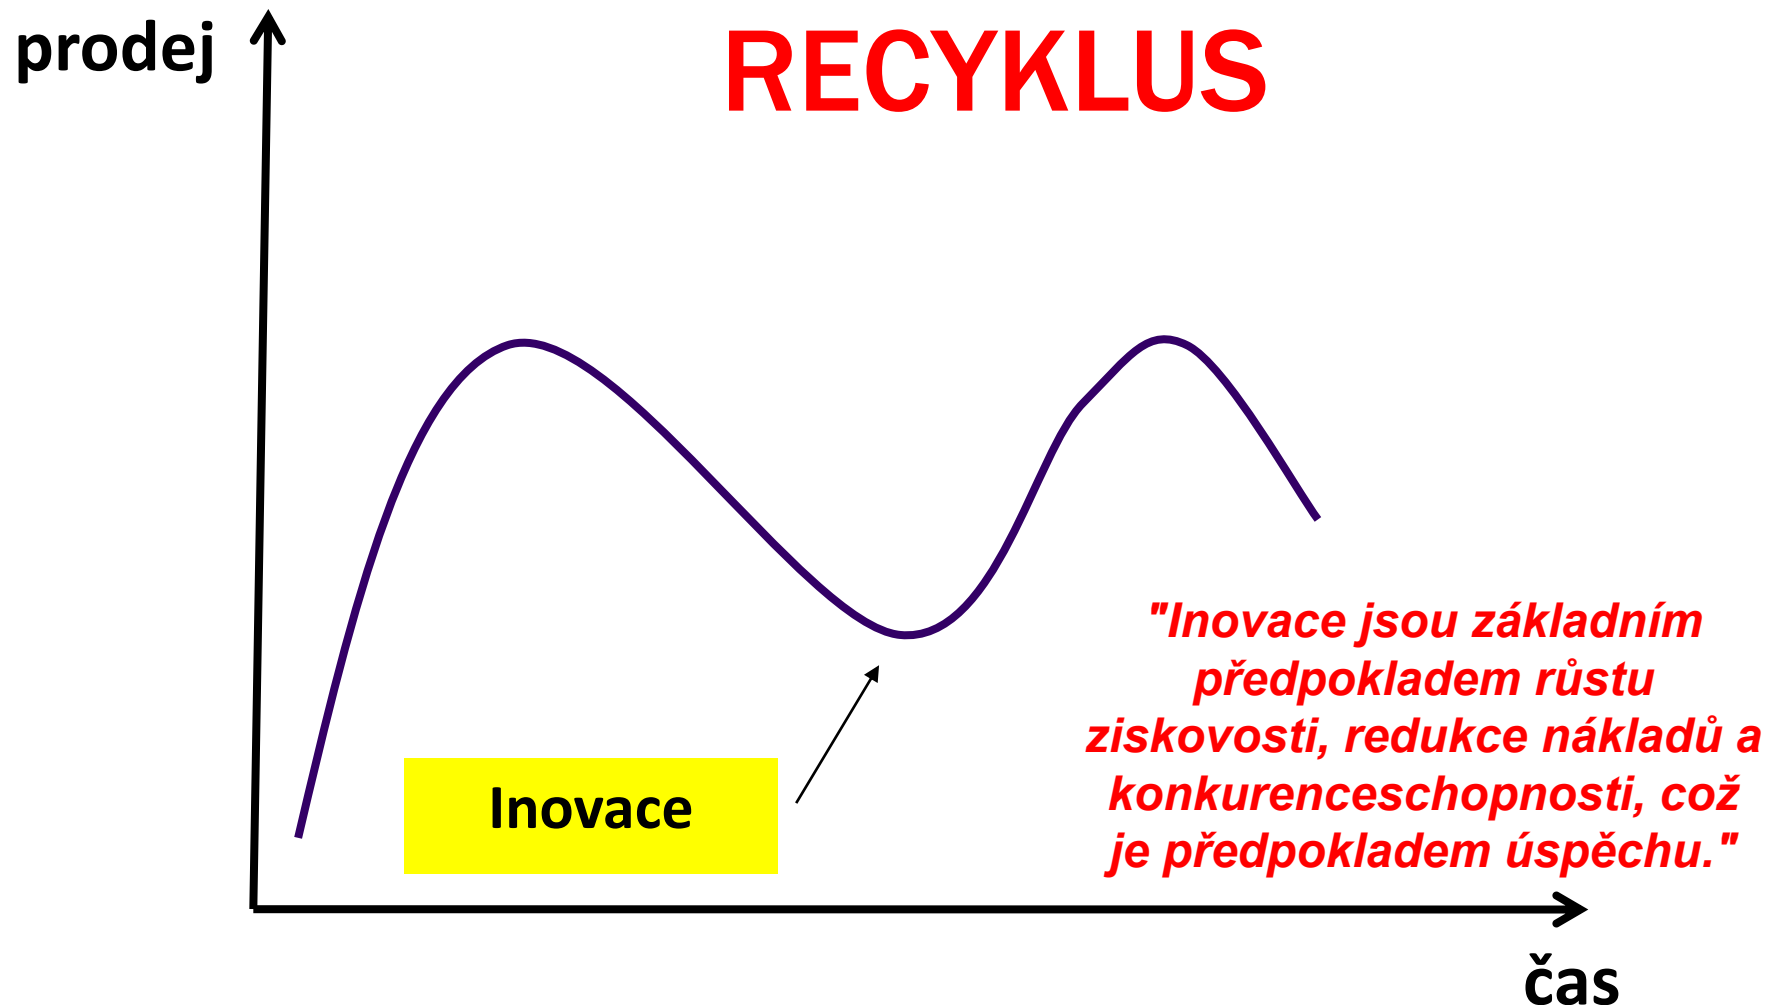 prodej
RECYKLUS
"Inovace jsou základním
předpokladem růstu
ziskovosti, redukce nákladů a
konkurenceschopnosti, což
je předpokladem úspěchu."
Inovace
čas